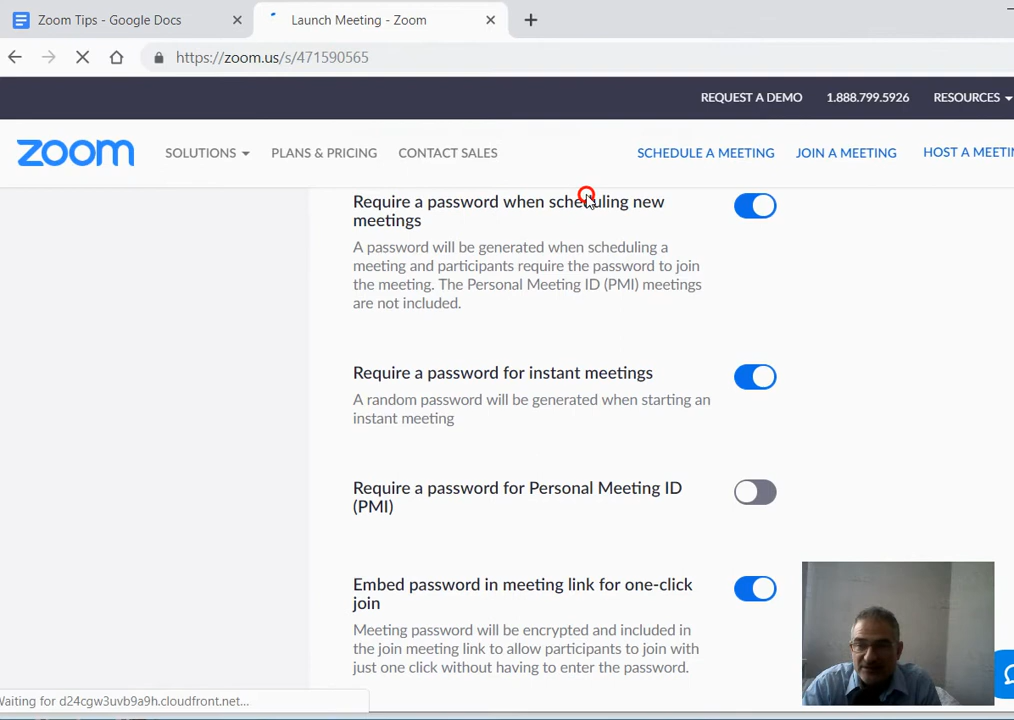 Zoom Tips - Google Docs
Launch Meeting - Zoom
https://zoom.us/s/471590565
REQUEST A DEMO 1.888.799.5926 RESOURCES
zoom SOLUTIONS PLANS & PRICING CONTACT SALES SCHEDULE A MEETING JOIN A MEETING HOST A MEETIN
Require a password when scheduling new
meetings
A password will be generated when scheduling a
meeting and participants require the password to join
the meeting. The Personal Meeting ID (PMI) meetings
are not included.
Require a password for instant meetings
A random password will be generated when starting an
instant meeting
Require a password for Personal Meeting ID
(PMI)
Embed password in meeting link for one-click
join
Meeting password will be encrypted and included in
the join meeting link to allow participants to join with
just one click without having to enter the password.
Waiting for d24cgw3uvb9a9h.cloudfront.net...